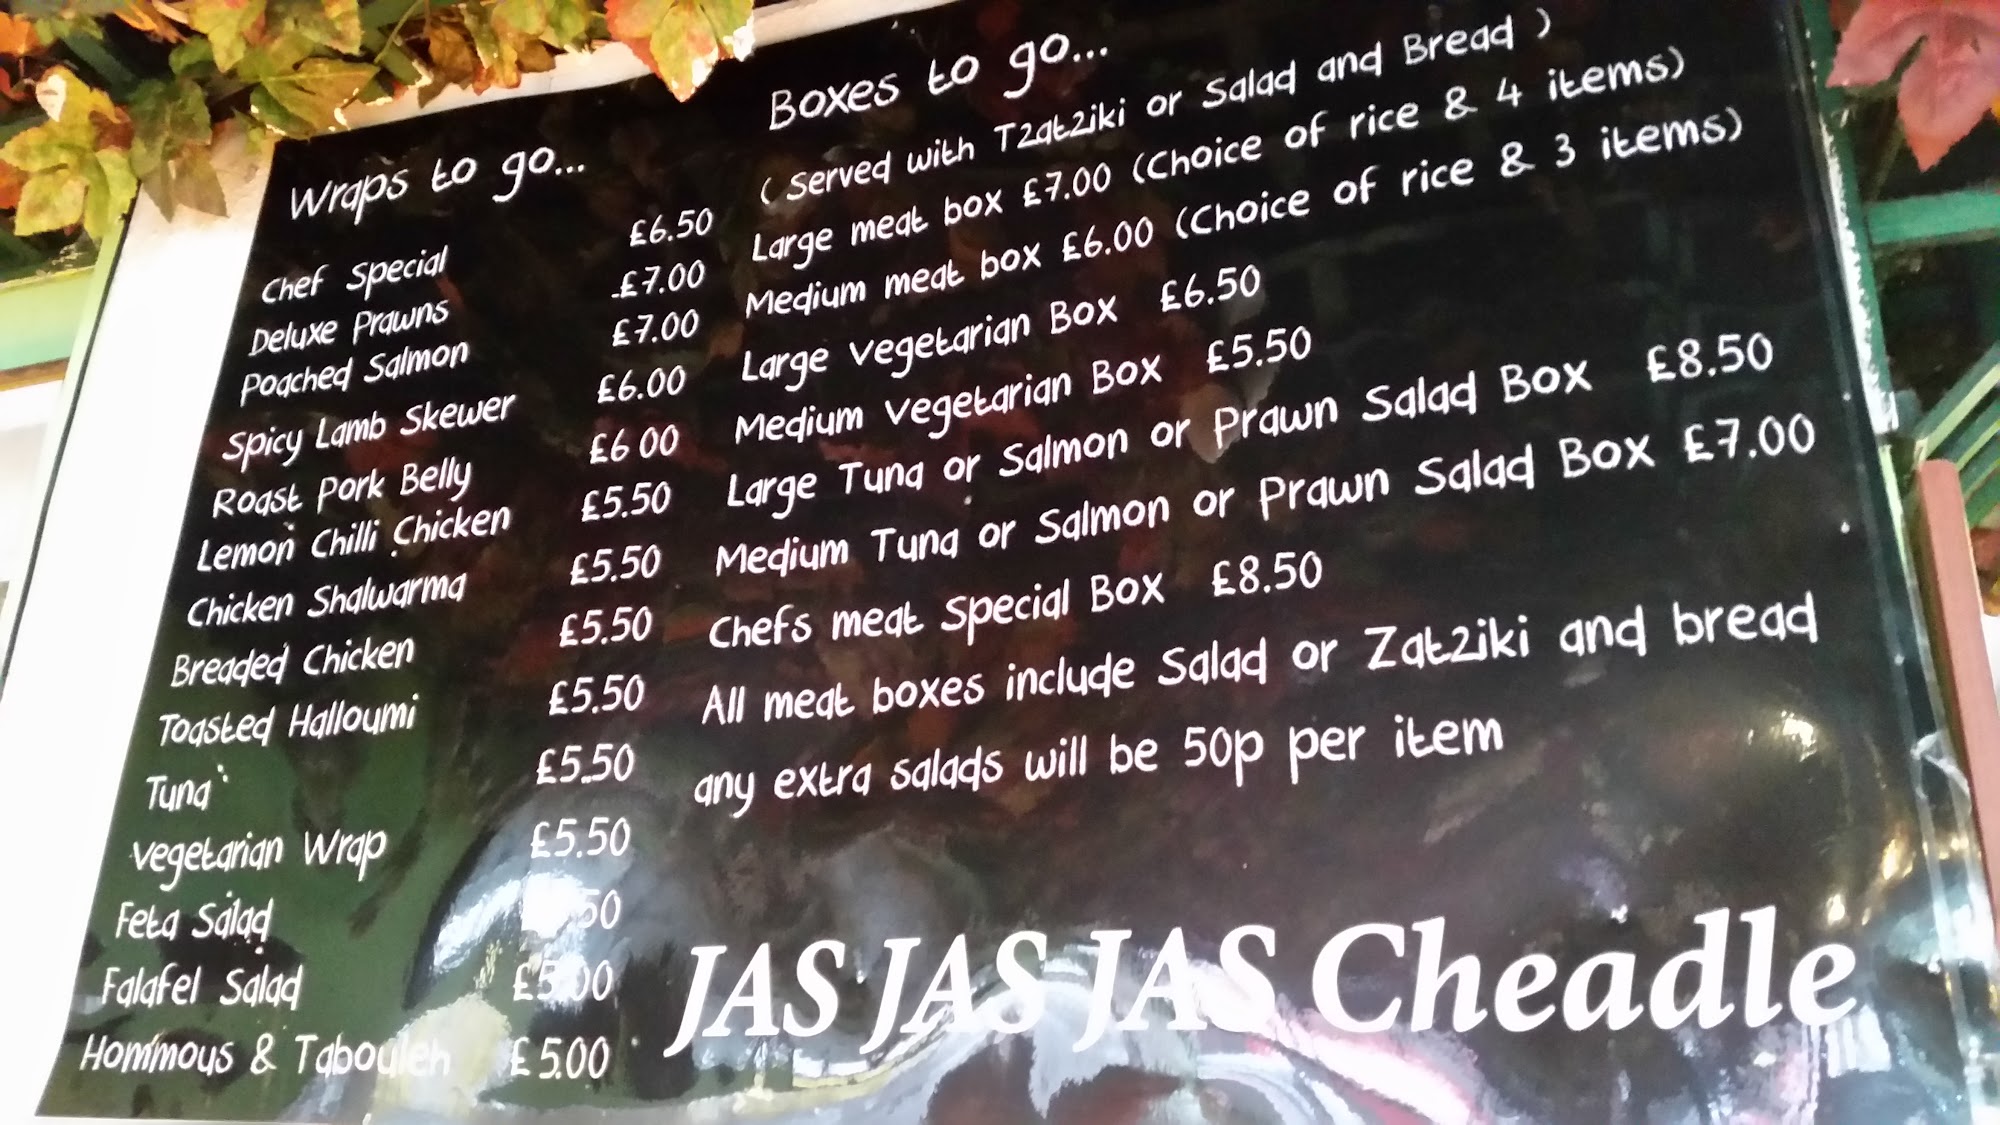 Wraps to go...
Chef Special £6.50
Deluxe Prawns £7.00
Poached Salmon £7.00
Spicy Lamb Skewer £6.00
Roast Pork Belly £6 00
Lemon Chilli Chicken £5.50
Chicken Shalwarma £5.50
Breaded Chicken £5.50
Toasted Halloumi £5.50
Tuna £5.50
Vegetarian Wrap £5.50
Feta Salad
Falafel Salad £5.00
Hommous & Tabouleh £5.00
Boxes to go...
( Served with Tzatziki or Salad and Bread )
Large meat box £7.00 (Choice of rice & 4 items)
Medium meat box £6.00 (Choice of rice & 3 items)
Large Vegetarian Box £6.50
Medium Vegetarian Box £5.50
Large Tuna or Salmon or Prawn Salad Box £8.50
Medium Tuna or Salmon or Prawn Salad Box £7.00
Chefs meat Special Box £8.50
All meat boxes include Salad or Zatziki and bread
any extra salads will be 50p per item
JAS JAS JAS Cheadle